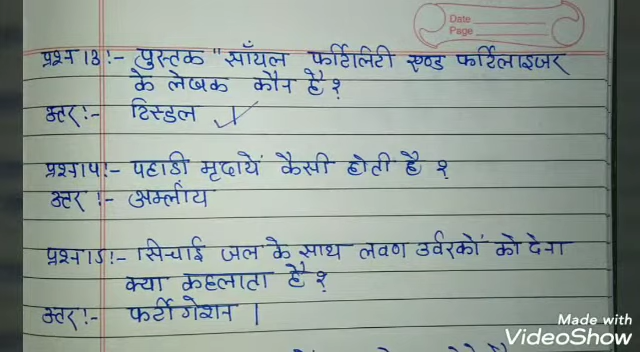 Date
Page
प्रश्न 13:- पुस्तक "सॉयल फर्टिलिटी एण्ड फर्टिलाइजर
के लेखक कौन है ?
उत्तर:- टिस्डल
प्रश्न 14:- पहाडी मृदायें कैसी होती है ?
उत्तर :- अम्लीय
प्रश्न 15:- सिचाई जल के साथ लवण उर्वरकों को देना
क्या कहलाता है ?
उत्तर:- फर्टीगेशन ।
Made with
VideoShow